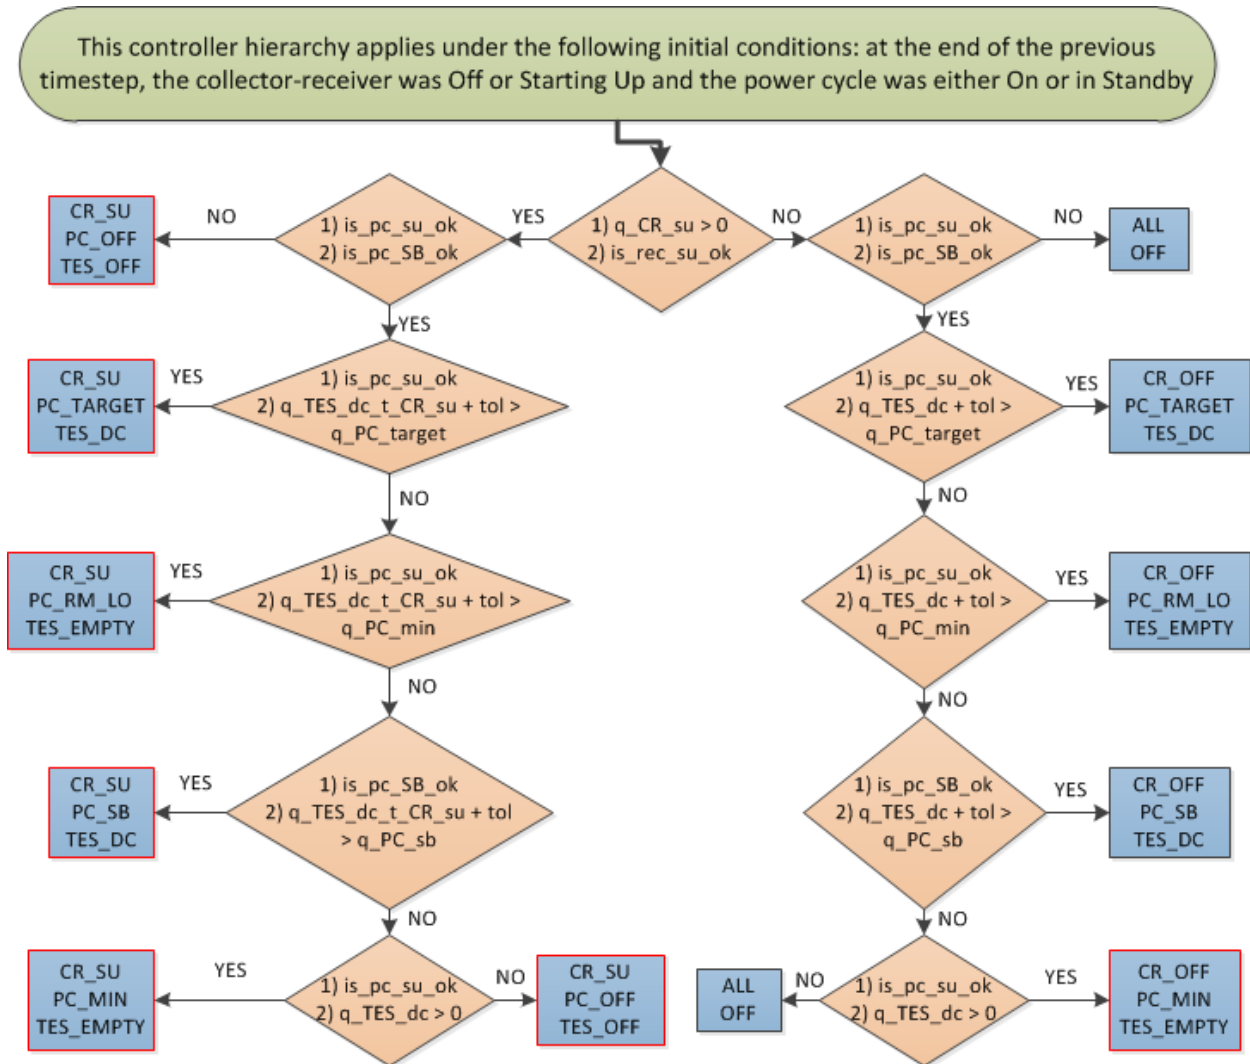 This controller hierarchy applies under the following initial conditions: at the end of the previous
timestep, the collector-receiver was Off or Starting Up and the power cycle was either On or in Standby
CR_SU
PC_OFF
TES_OFF
NO
1) is_pc_su_ok
2) is_pc_SB_ok
YES
1) q_CR_su > 0
2) is_rec_su_ok
NO
1) is_pc_su_ok
2) is_pc_SB_ok
NO
ALL
OFF
YES
YES
CR_SU
PC_TARGET
TES_DC
YES
1) is_pc_su_ok
2) q_TES_dc_t_CR_su + tol >
q_PC_target
1) is_pc_su_ok
2) q_TES_dc + tol >
q_PC_target
YES
CR_OFF
PC_TARGET
TES_DC
NO
NO
CR_SU
PC_RM_LO
TES_EMPTY
YES
1) is_pc_su_ok
2) q_TES_dc_t_CR_su + tol >
q_PC_min
1) is_pc_su_ok
2) q_TES_dc + tol >
q_PC_min
YES
CR_OFF
PC_RM_LO
TES_EMPTY
NO
NO
CR_SU
PC_SB
TES_DC
YES
1) is_pc_SB_ok
2) q_TES_dc_t_CR_su + tol
> q_PC_sb
1) is_pc_SB_ok
2) q_TES_dc + tol >
q_PC_sb
YES
CR_OFF
PC_SB
TES_DC
NO
NO
CR_SU
PC_MIN
TES_EMPTY
YES
1) is_pc_su_ok
2) q_TES_dc > 0
NO
CR_SU
PC_OFF
TES_OFF
ALL
OFF
NO
1) is_pc_su_ok
2) q_TES_dc > 0
YES
CR_OFF
PC_MIN
TES_EMPTY